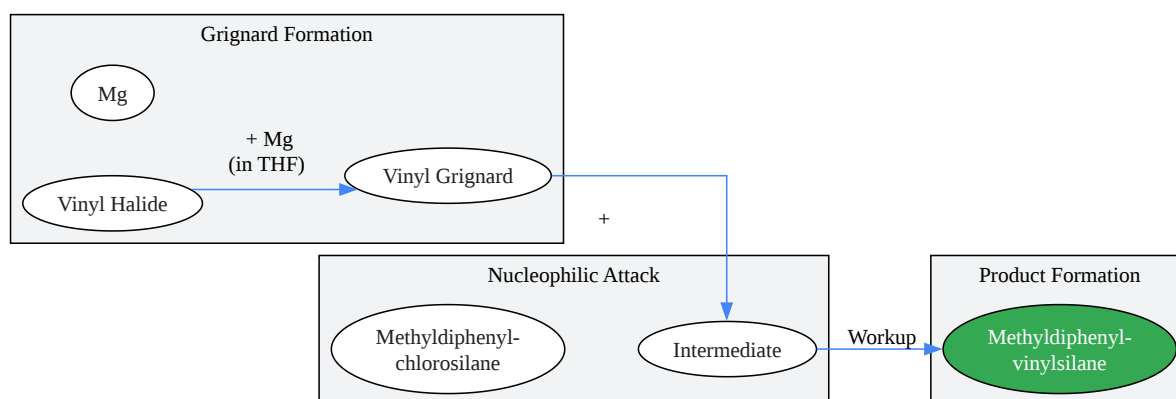 Grignard Formation
Mg
+ Mg
(in THF)
Vinyl Grignard
Vinyl Halide
+
Nucleophilic Attack
Methyldiphenyl-
chlorosilane
Intermediate
Workup
Product Formation
Methyldiphenyl-
vinylsilane